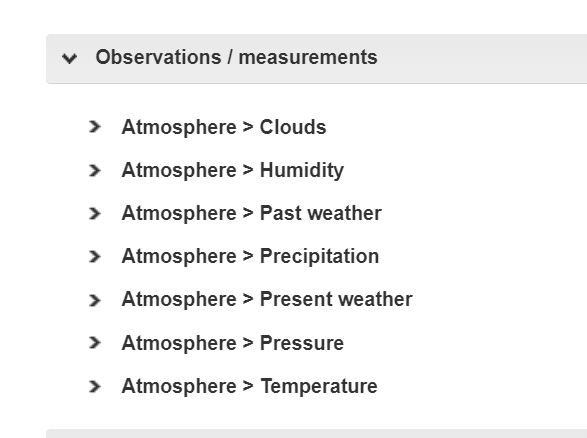 Observations / measurements
Atmosphere > Clouds
Atmosphere > Humidity
Atmosphere > Past weather
Atmosphere > Precipitation
Atmosphere > Present weather
Atmosphere > Pressure
Atmosphere > Temperature